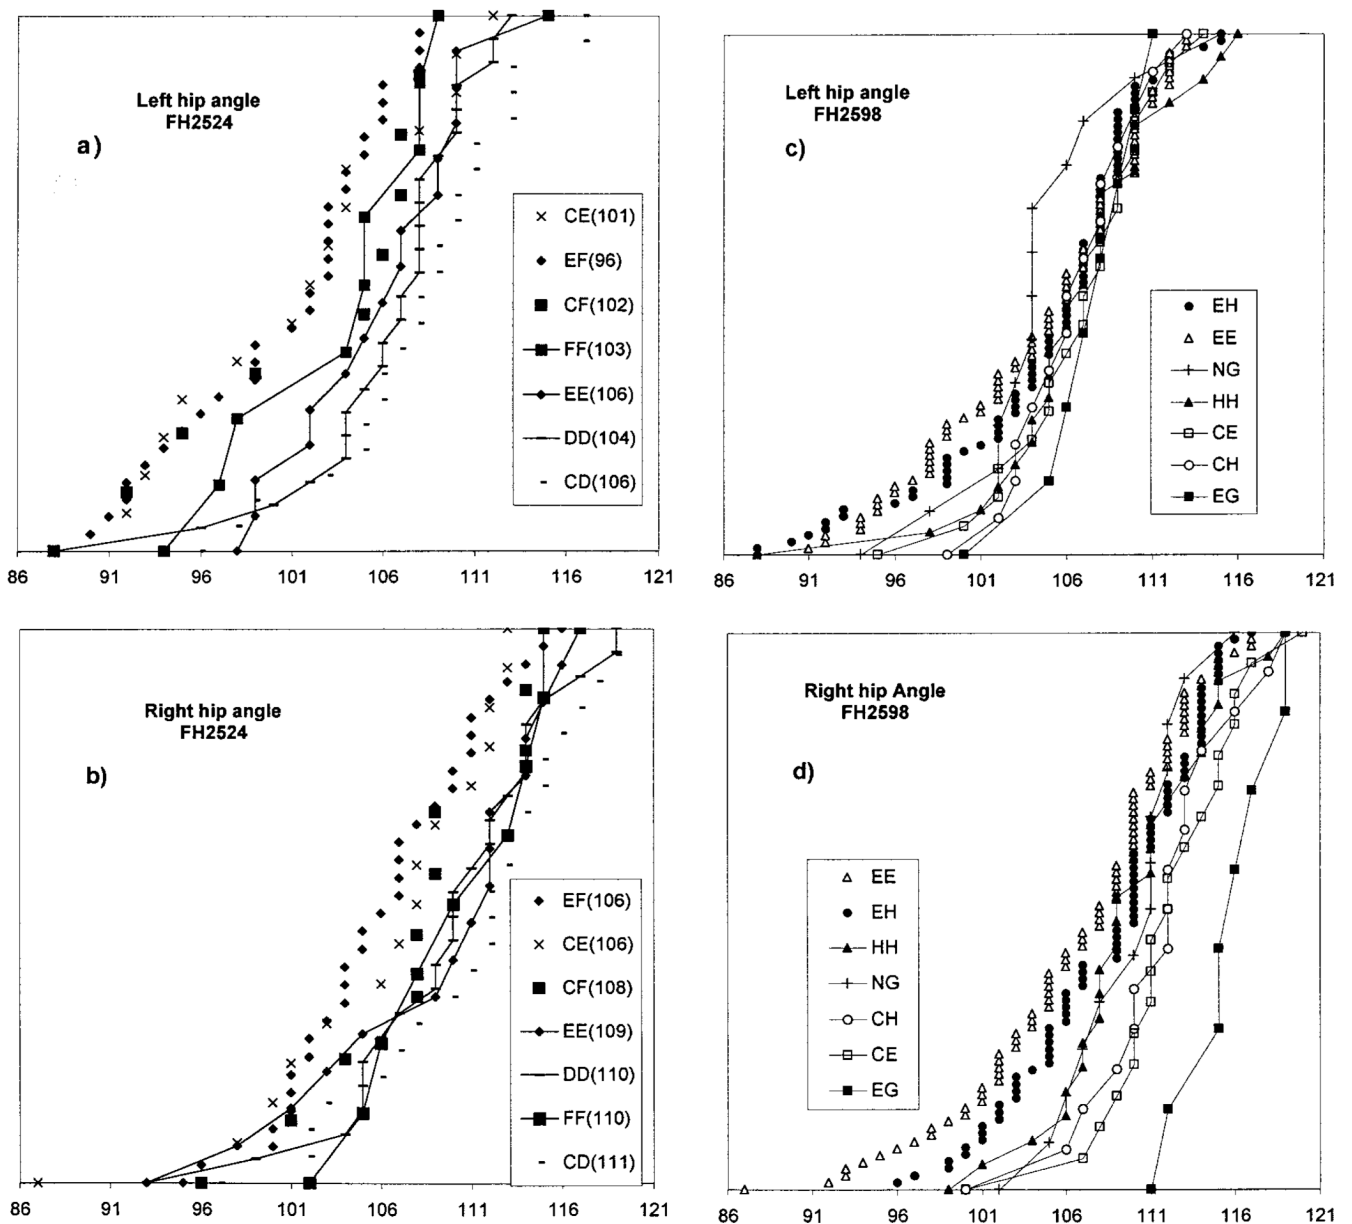 Left hip angle
FH2524
a)
CE(101)
EF(96)
CF(102)
FF(103)
EE(106)
DD(104)
CD(106)
86 91 96 101 106 111 116 121
Left hip angle
FH2598
c)
EH
EE
NG
HH
CE
CH
EG
86 91 96 101 106 111 116 121
Right hip angle
FH2524
b)
EF(106)
CE(106)
CF(108)
EE(109)
DD(110)
FF(110)
CD(111)
86 91 96 101 106 111 116 121
Right hip Angle
FH2598
d)
EE
EH
HH
NG
CH
CE
EG
86 91 96 101 106 111 116 121